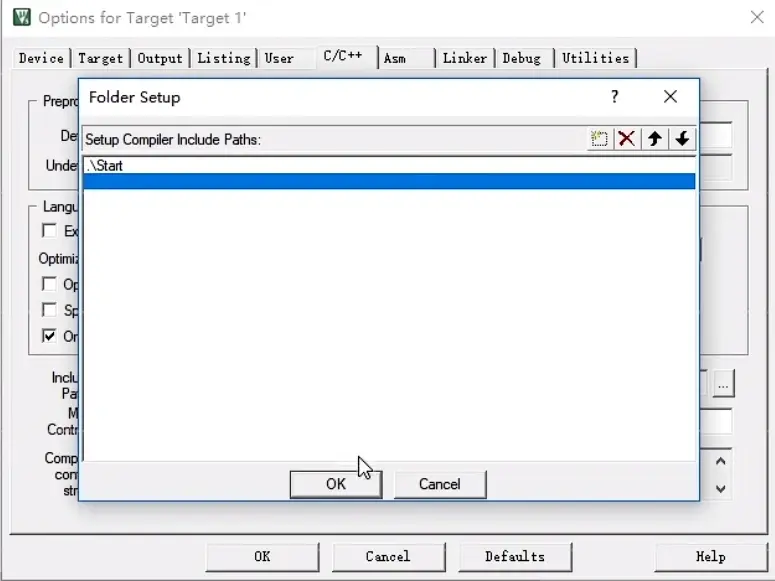 Options for Target 'Target 1'
Device Target Output Listing User C/C++ Asm Linker Debug Utilities
Folder Setup
?
Setup Compiler Include Paths:
.\Start
Prepro
De
Unde
Langu
Ex
Optimiz
Op
Sp
On
Inclu
Pa
...
M
Contr
Comp
con
str
OK Cancel
OK Cancel Defaults Help